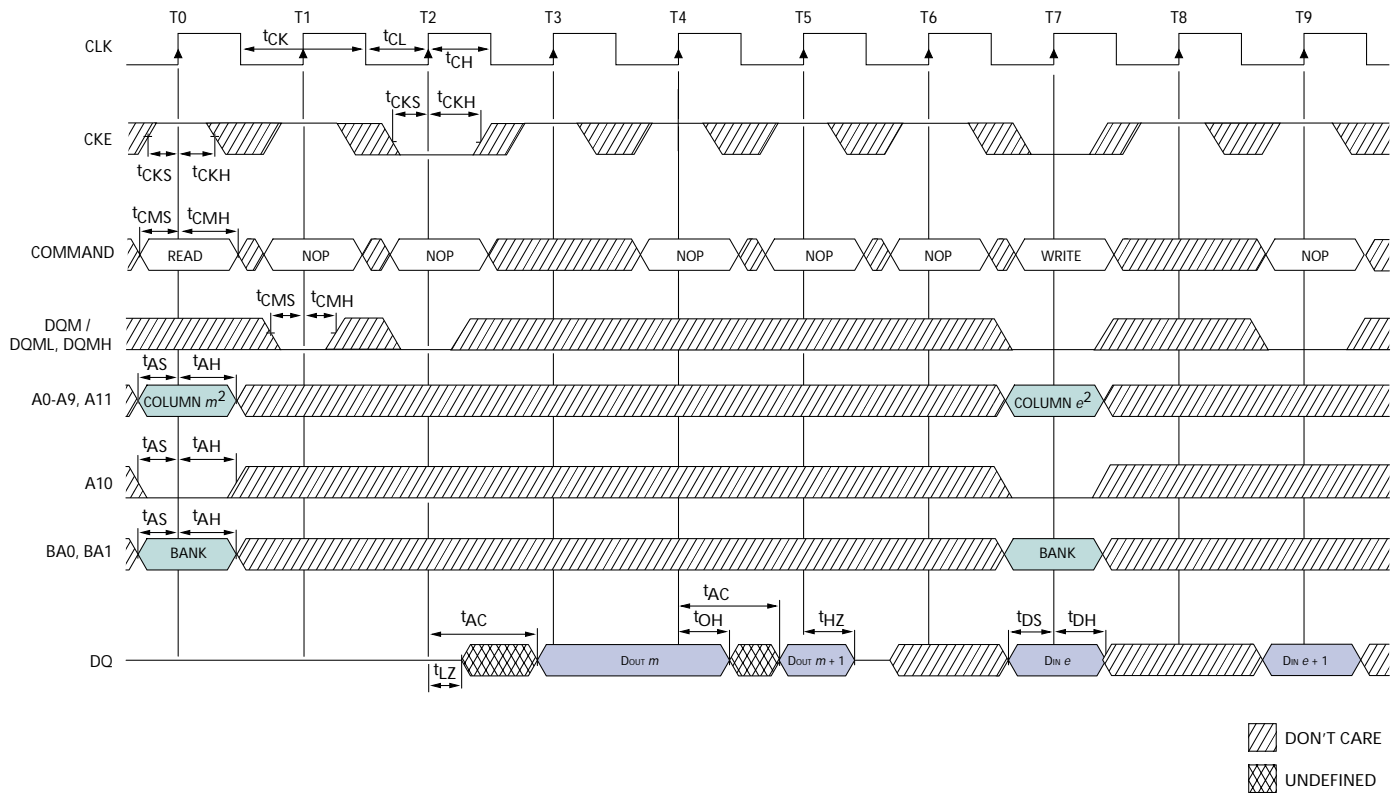 T0 T1 T2 T3 T4 T5 T6 T7 T8 T9
CLK
tCK tCL tCH
tCKS tCKH
CKE
tCKS tCKH
tCMS tCMH
COMMAND
READ NOP NOP NOP NOP NOP WRITE NOP
tCMS tCMH
DQM /
DQML, DQMH
tAS tAH
A0-A9, A11
COLUMN m2 COLUMN e2
tAS tAH
A10
tAS tAH
BA0, BA1
BANK BANK
tAC tAC tOH tHZ tDS tDH
DQ
DOUT m DOUT m + 1 DIN e DIN e + 1
tLZ
DON'T CARE
UNDEFINED